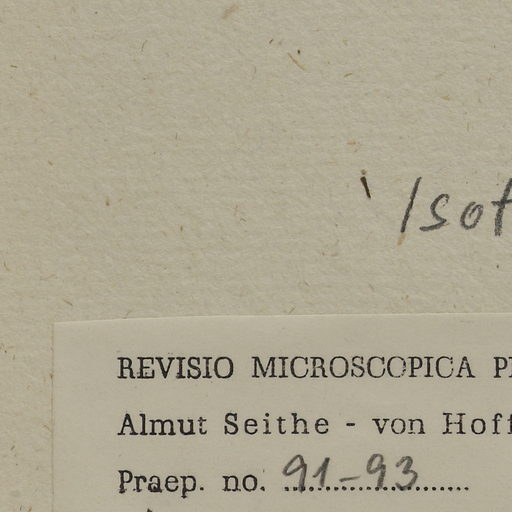 Isot
REVISIO MICROSCOPICA P
Almut Seithe - von Hoff
Praep. no. 91-93